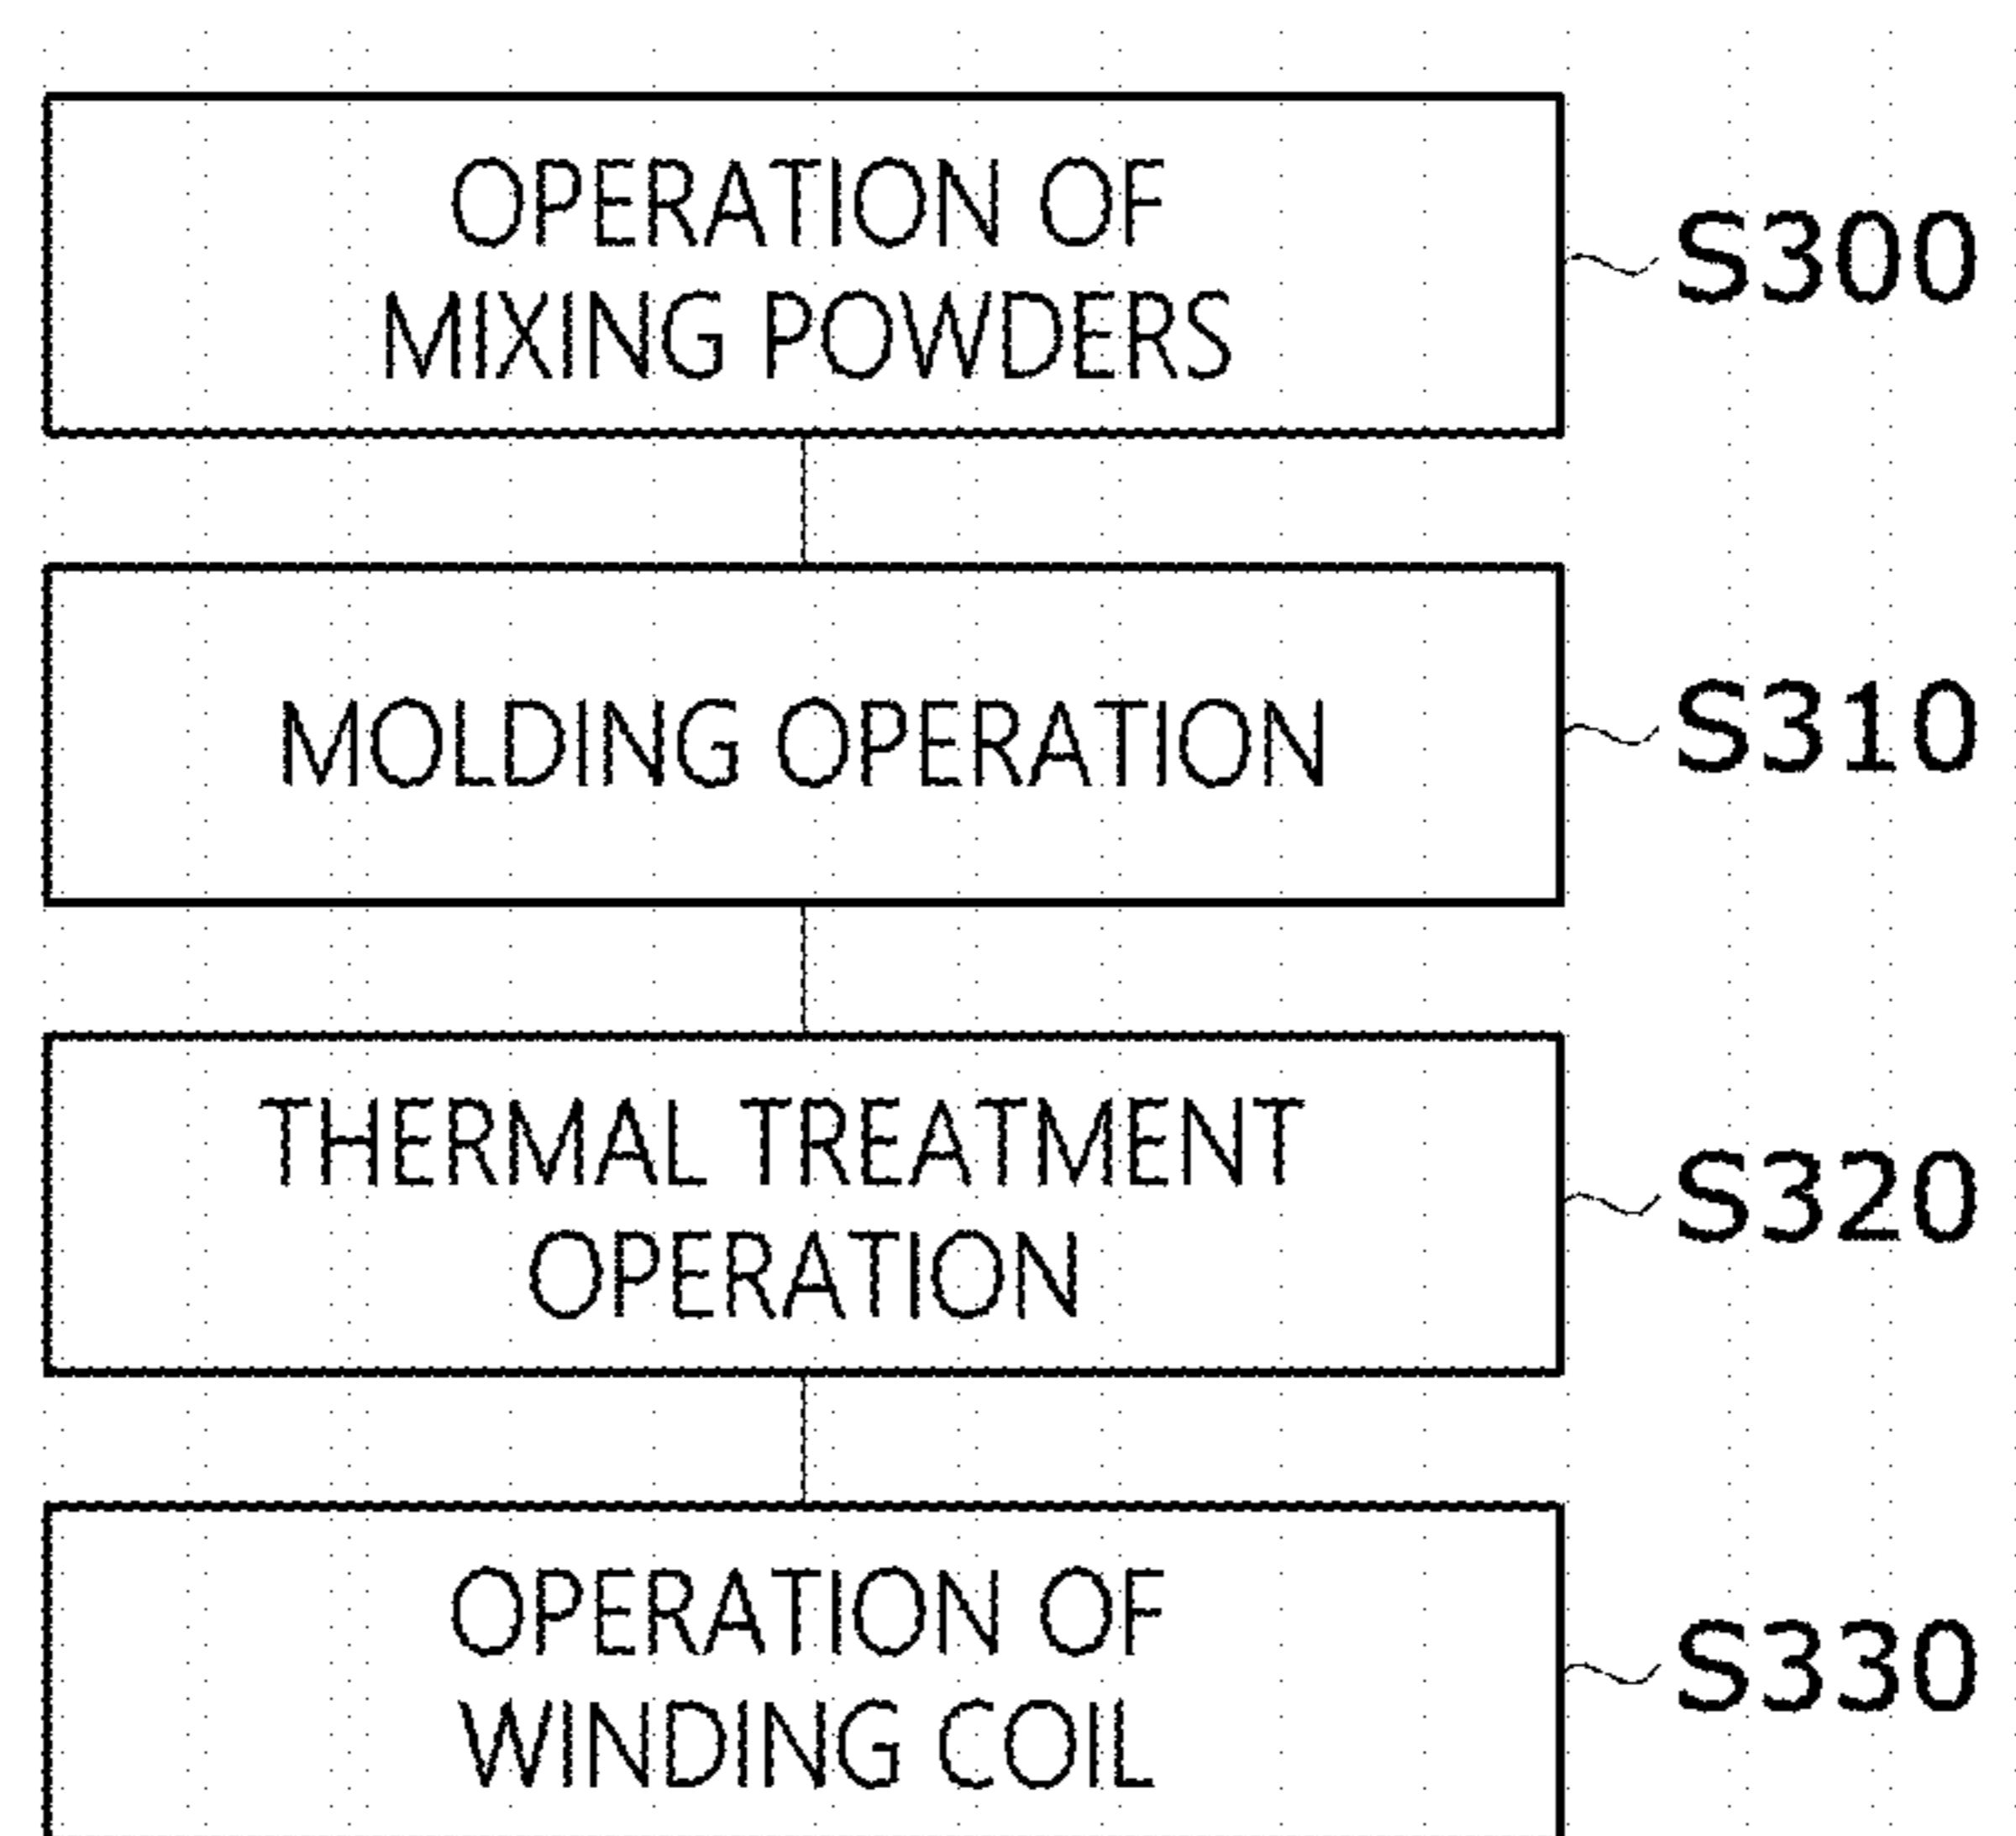 OPERATION OF
MIXING POWDERS
S300
MOLDING OPERATION
S310
THERMAL TREATMENT
OPERATION
S320
OPERATION OF
WINDING COIL
S330